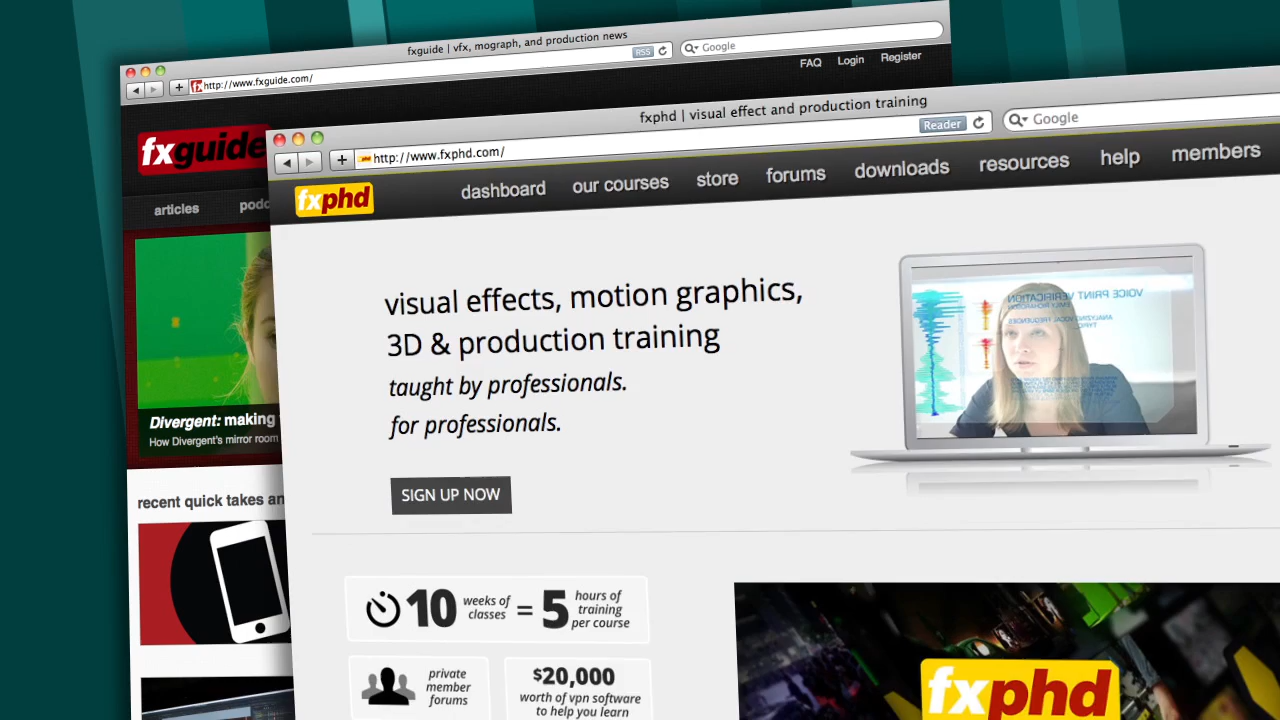 fxguide | vfx, mograph, and production news
http://www.fxguide.com/
RSS
Google
FAQ Login Register
fxguide
articles
Divergent: making
How Divergent's mirror room
recent quick takes
fxphd | visual effect and production training
http://www.fxphd.com/
Reader
Google
fxphd
dashboard our courses store forums downloads resources help members
visual effects, motion graphics,
3D & production training
taught by professionals.
for professionals.
SIGN UP NOW
VOICE PRINT VERIFICATION
10 weeks of classes = 5 hours of training per course
private
member
forums
$20,000
worth of vpn software
to help you learn
fxphd